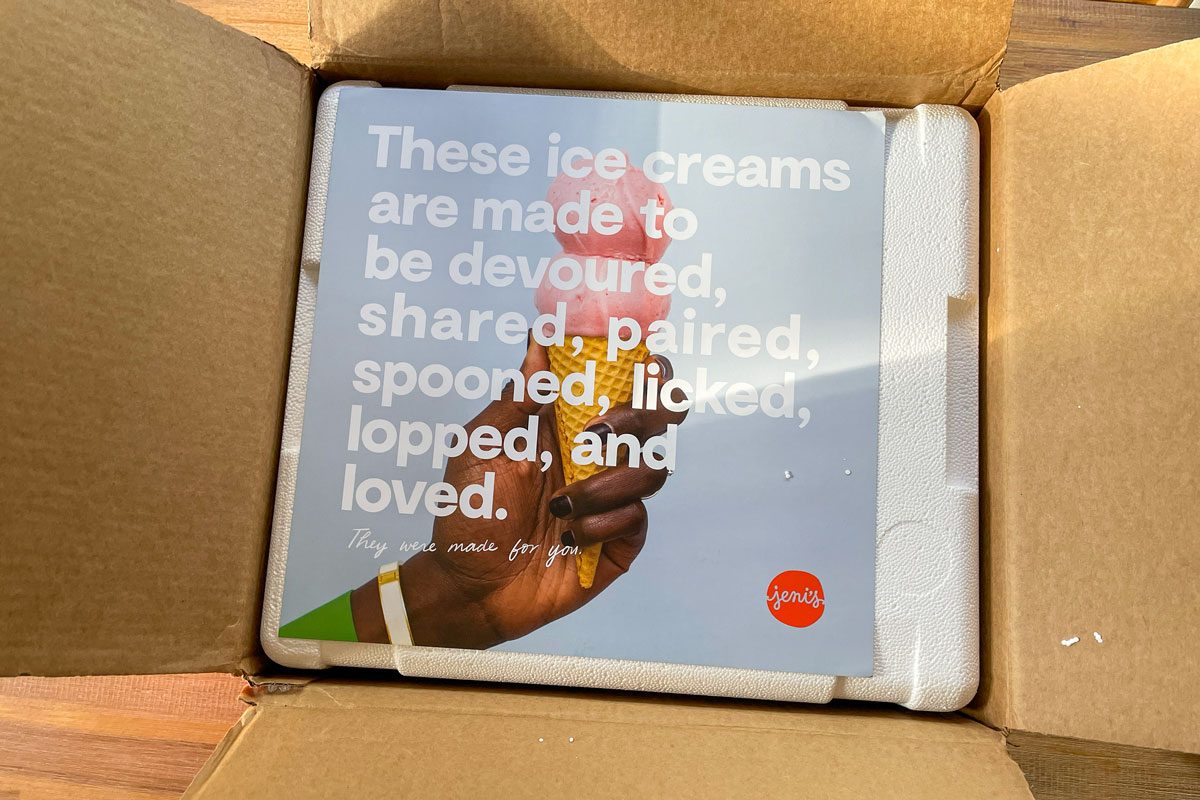 These ice creams
are made to
be devoured,
shared, paired,
spooned, licked,
lopped, and
loved.
They were made for you.
jeni's